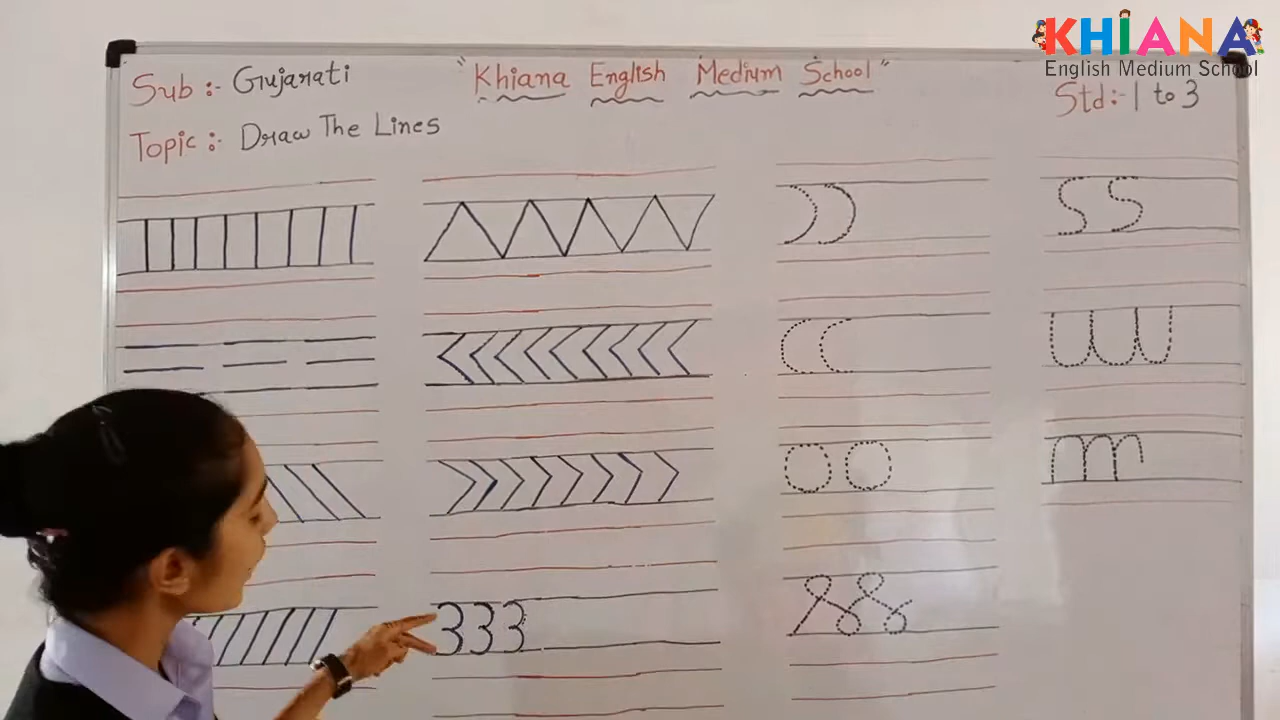 KHIANA
English Medium School
Sub :- Gujarati
"Khiana English Medium School"
Std :- 1 to 3
Topic :- Draw The Lines
333